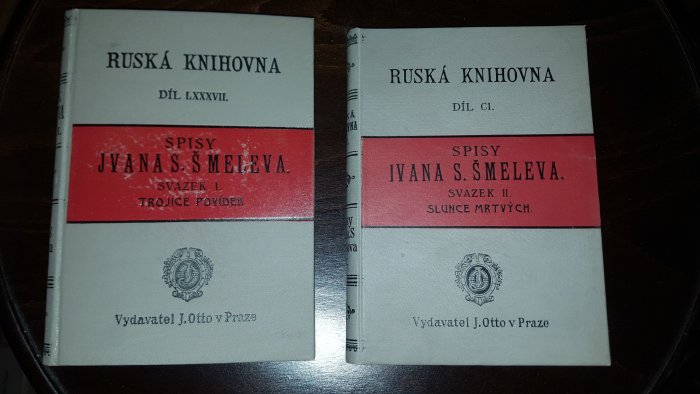 RUSKÁ KNIHOVNA
DÍL LXXXVII.
SPISY
JVANA S. ŠMELEVA.
SVAZEK I.
TROJICE POVÍDEK
Vydavatel J. Otto v Praze
RUSKÁ KNIHOVNA
DÍL CI.
SPISY
IVANA S. ŠMELEVA.
SVAZEK II
SLUNCE MRTVÝCH.
Vydavatel J. Otto v Praze